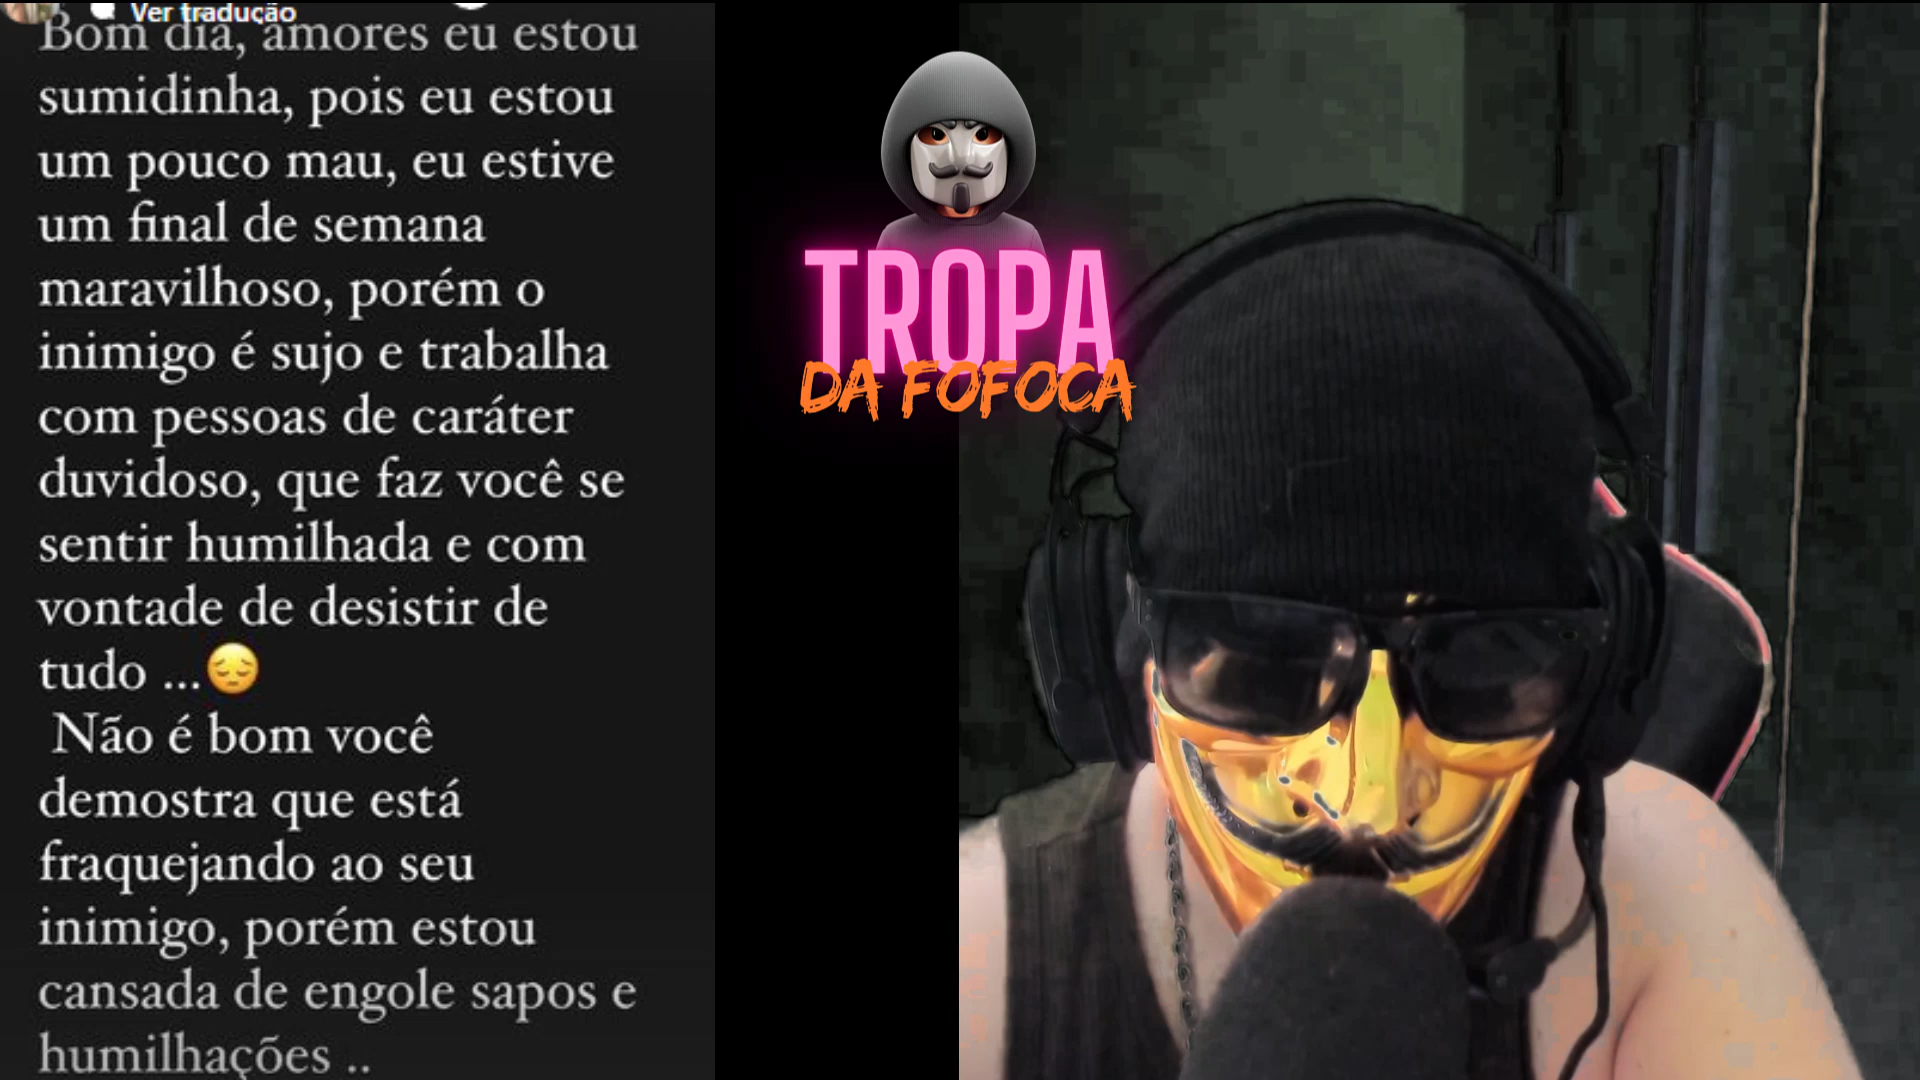 Ver tradução
Bom dia, amores eu estou
sumidinha, pois eu estou
um pouco mau, eu estive
um final de semana
maravilhoso, porém o
inimigo é sujo e trabalha
com pessoas de caráter
duvidoso, que faz você se
sentir humilhada e com
vontade de desistir de
tudo ...😔
Não é bom você
demostra que está
fraquejando ao seu
inimigo, porém estou
cansada de engole sapos e
humilhações ..
TROPA
DA FOFOCA